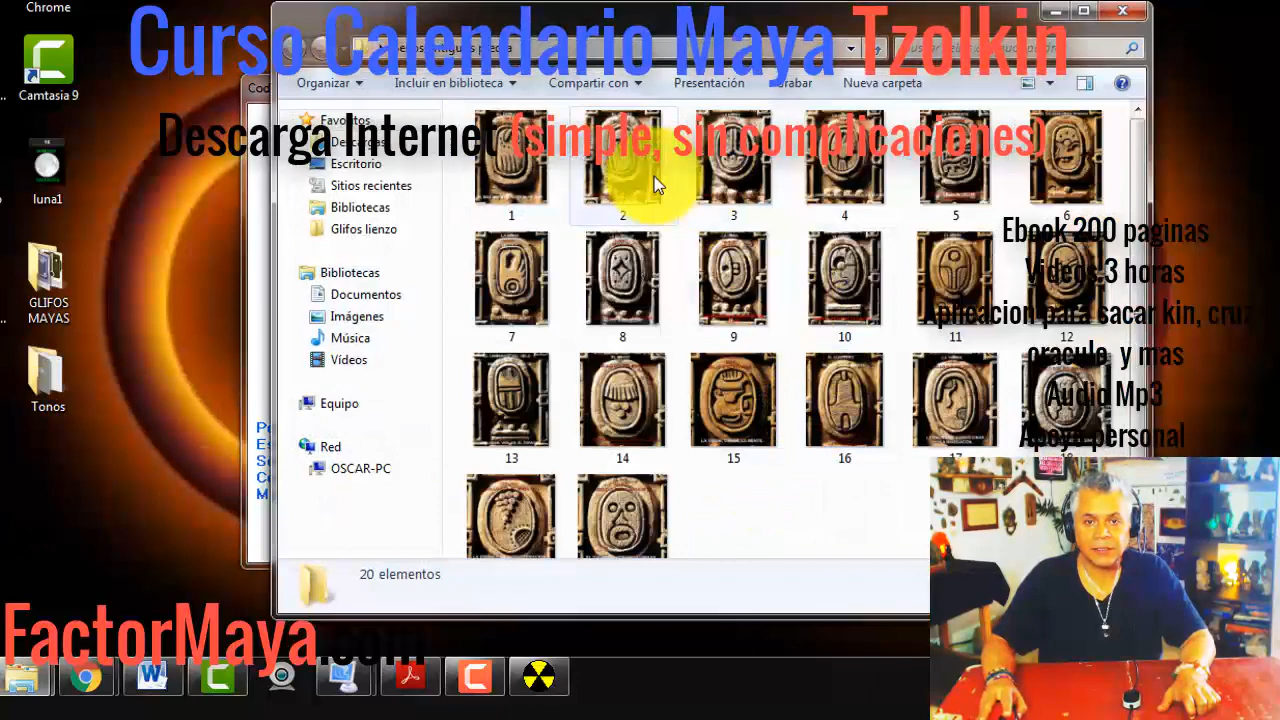 Chrome
Curso Calendario Maya Tzolkin
Camtasia 9
Organizar
Incluir en biblioteca
Compartir con
Presentación
Nueva carpeta
Descarga Internet (simple, sin complicaciones)
Favoritos
Escritorio
Sitios recientes
Bibliotecas
Glifos lienzo
luna1
1
2
3
4
5
6
Ebook 200 paginas
Videos 3 horas
Aplicacion para sacar kin, cruz
oraculo y mas
Audio Mp3
Apoyo personal
Bibliotecas
Documentos
Imágenes
Música
Vídeos
GLIFOS
MAYAS
7
8
9
10
11
12
Equipo
Tonos
Red
OSCAR-PC
13
14
15
16
17
18
20 elementos
FactorMaya.com